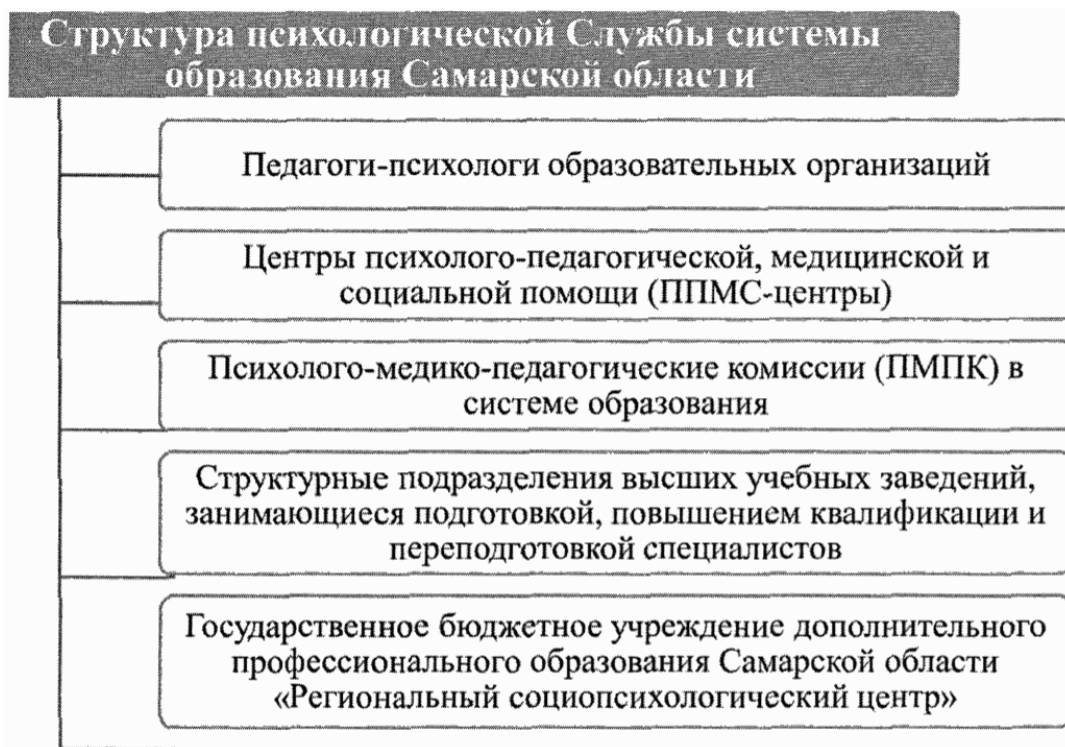 Структура психологической Службы системы
образования Самарской области
Педагоги-психологи образовательных организаций
Центры психолого-педагогической, медицинской и
социальной помощи (ППМС-центры)
Психолого-медико-педагогические комиссии (ПМПК) в
системе образования
Структурные подразделения высших учебных заведений,
занимающиеся подготовкой, повышением квалификации и
переподготовкой специалистов
Государственное бюджетное учреждение дополнительного
профессионального образования Самарской области
«Региональный социопсихологический центр»